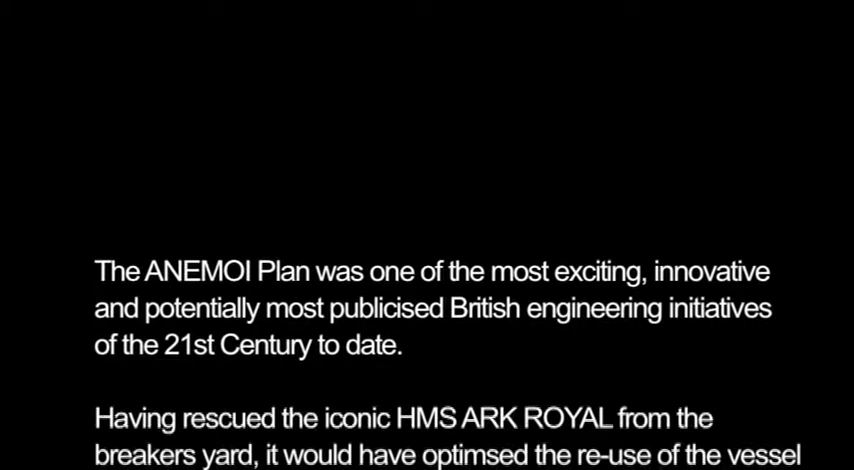 The ANEMOI Plan was one of the most exciting, innovative
and potentially most publicised British engineering initiatives
of the 21st Century to date.
Having rescued the iconic HMS ARK ROYAL from the
breakers yard, it would have optimsed the re-use of the vessel